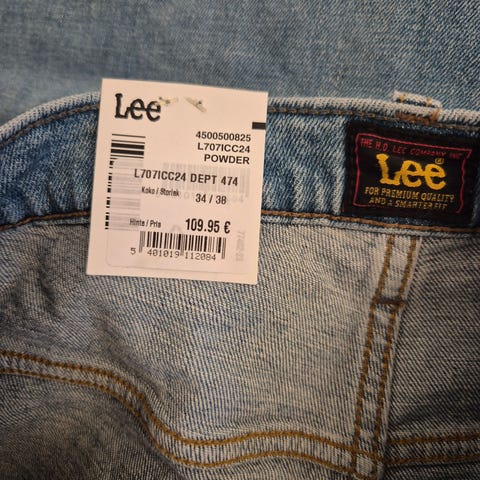 Lee
4500500825
L707ICC24
POWDER
L707ICC24 DEPT 474
Koko / Storlek 34 / 38
Hinta / Pris 109.95 €
5 401019 112084
THE H.D. LEE COMPANY, INC.
Lee ®
FOR PREMIUM QUALITY
AND A SMARTER FIT